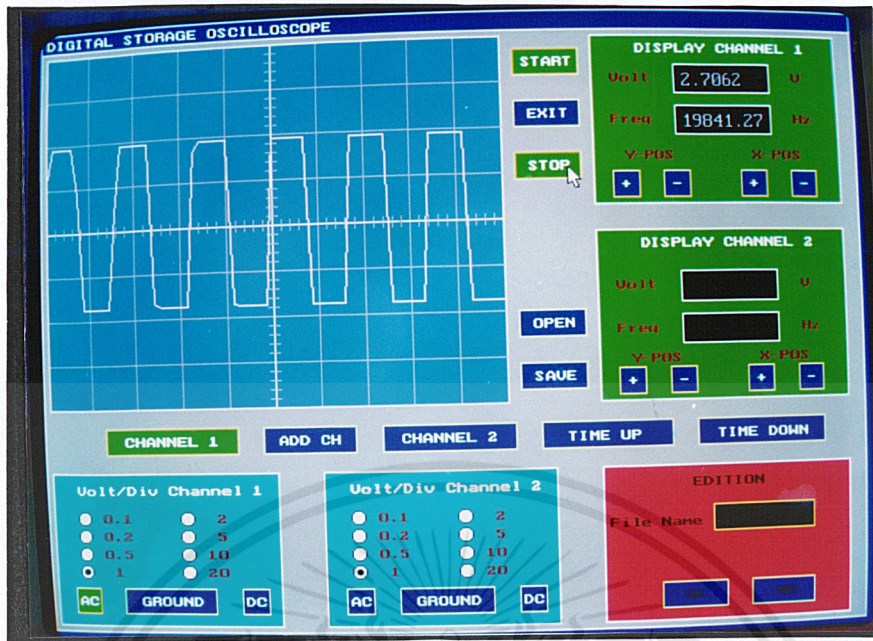 DIGITAL STORAGE OSCILLOSCOPE
START
EXIT
STOP
OPEN
SAVE
DISPLAY CHANNEL 1
Volt 2.7062 V
Freq 19841.27 Hz
Y-POS X-POS
+ - + -
DISPLAY CHANNEL 2
Volt V
Freq Hz
Y-POS X-POS
+ - + -
CHANNEL 1 ADD CH CHANNEL 2 TIME UP TIME DOWN
Volt/Div Channel 1
0.1 2
0.2 5
0.5 10
1 20
AC GROUND DC
Volt/Div Channel 2
0.1 2
0.2 5
0.5 10
1 20
AC GROUND DC
EDITION
File Name